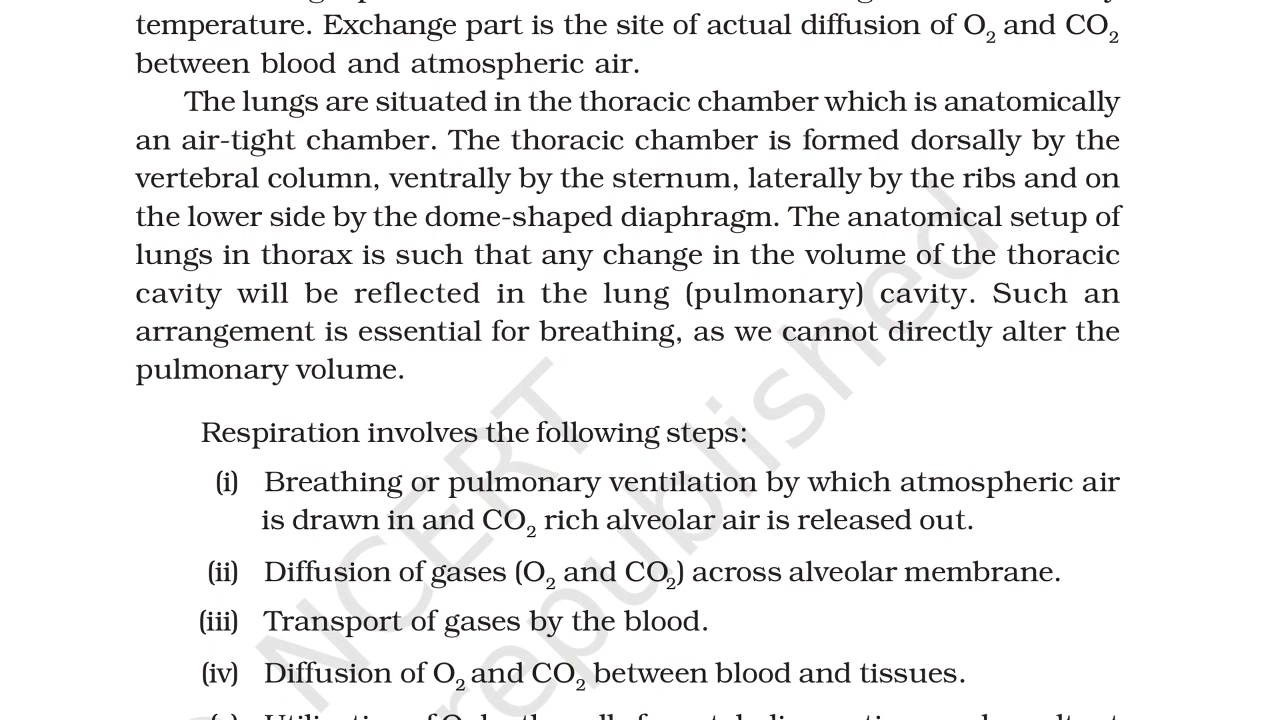 temperature. Exchange part is the site of actual diffusion of O₂ and CO₂
between blood and atmospheric air.
The lungs are situated in the thoracic chamber which is anatomically
an air-tight chamber. The thoracic chamber is formed dorsally by the
vertebral column, ventrally by the sternum, laterally by the ribs and on
the lower side by the dome-shaped diaphragm. The anatomical setup of
lungs in thorax is such that any change in the volume of the thoracic
cavity will be reflected in the lung (pulmonary) cavity. Such an
arrangement is essential for breathing, as we cannot directly alter the
pulmonary volume.
Respiration involves the following steps:
(i) Breathing or pulmonary ventilation by which atmospheric air
is drawn in and CO₂ rich alveolar air is released out.
(ii) Diffusion of gases (O₂ and CO₂) across alveolar membrane.
(iii) Transport of gases by the blood.
(iv) Diffusion of O₂ and CO₂ between blood and tissues.
NCERT
republished